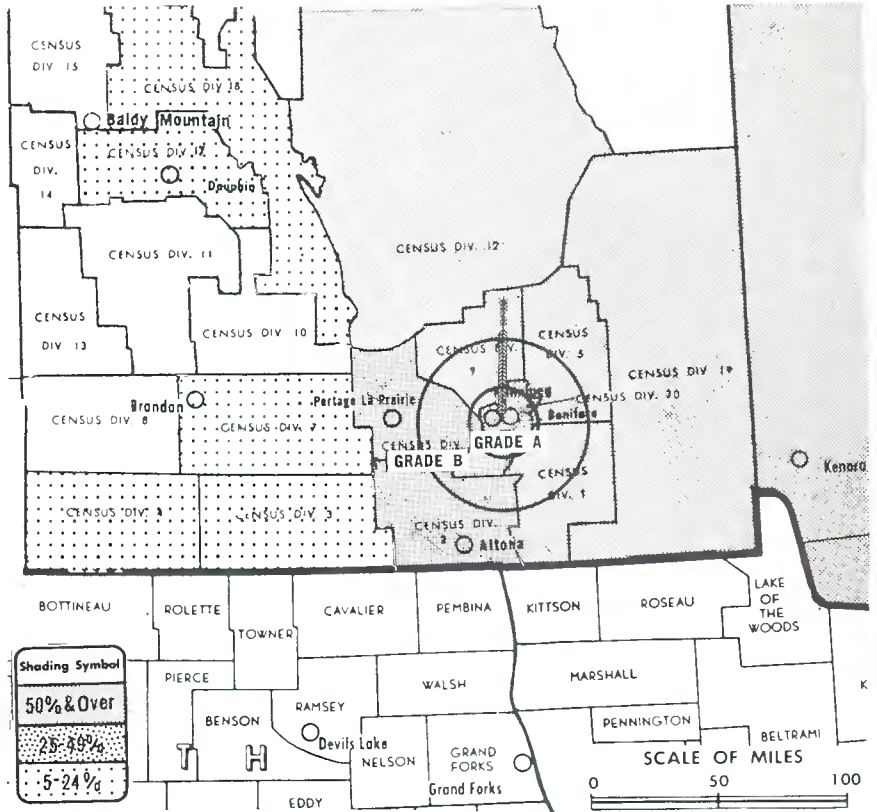 CENSUS
DIV 15
CENSUS DIV. 18
Baldy Mountain
CENSUS
DIV.
14
CENSUS DIV. 17
Dauphin
CENSUS DIV. 11
CENSUS DIV. 12
CENSUS
DIV. 13
CENSUS DIV 10
CENSUS DIV.
9
CENSUS
DIV. 5
CENSUS DIV 19
CENSUS DIV. 20
Brandon
Portage La Prairie
Boniface
CENSUS DIV. 7
CENSUS DIV.
GRADE A
GRADE B
Kenora
CENSUS
DIV. 1
CENSUS DIV. 3
CENSUS DIV.
2
Altona
BOTTINEAU
ROLETTE
TOWNER
CAVALIER
PEMBINA
KITTSON
ROSEAU
LAKE
OF
THE
WOODS
Shading Symbol
50% & Over
25-49%
5-24%
PIERCE
BENSON
RAMSEY
WALSH
MARSHALL
K
PENNINGTON
BELTRAMI
Devils Lake
NELSON
GRAND
FORKS
Grand Forks
T H
EDDY
SCALE OF MILES
0 50 100